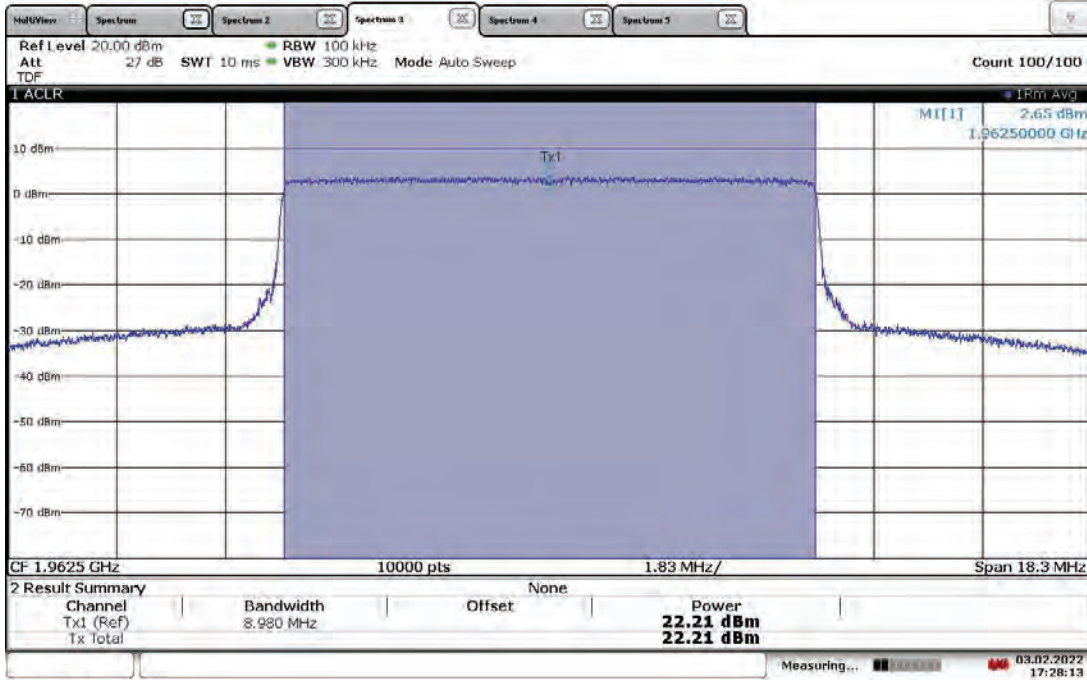 MultiView Spectrum Spectrum 2 Spectrum 3 Spectrum 4 Spectrum 5
Ref Level 20.00 dBm RBW 100 kHz
Att 27 dB SWT 10 ms VBW 300 kHz Mode Auto Sweep Count 100/100
TDF
1 ACLR 1Rm Avg
M1[1] 2.65 dBm
1.96250000 GHz
10 dBm
Tx1
0 dBm
-10 dBm
-20 dBm
-30 dBm
-40 dBm
-50 dBm
-60 dBm
-70 dBm
CF 1.9625 GHz 10000 pts 1.83 MHz/ Span 18.3 MHz
2 Result Summary None
Channel Bandwidth Offset Power
Tx1 (Ref) 8.980 MHz 22.21 dBm
Tx Total 22.21 dBm
Measuring... 03.02.2022
17:28:13